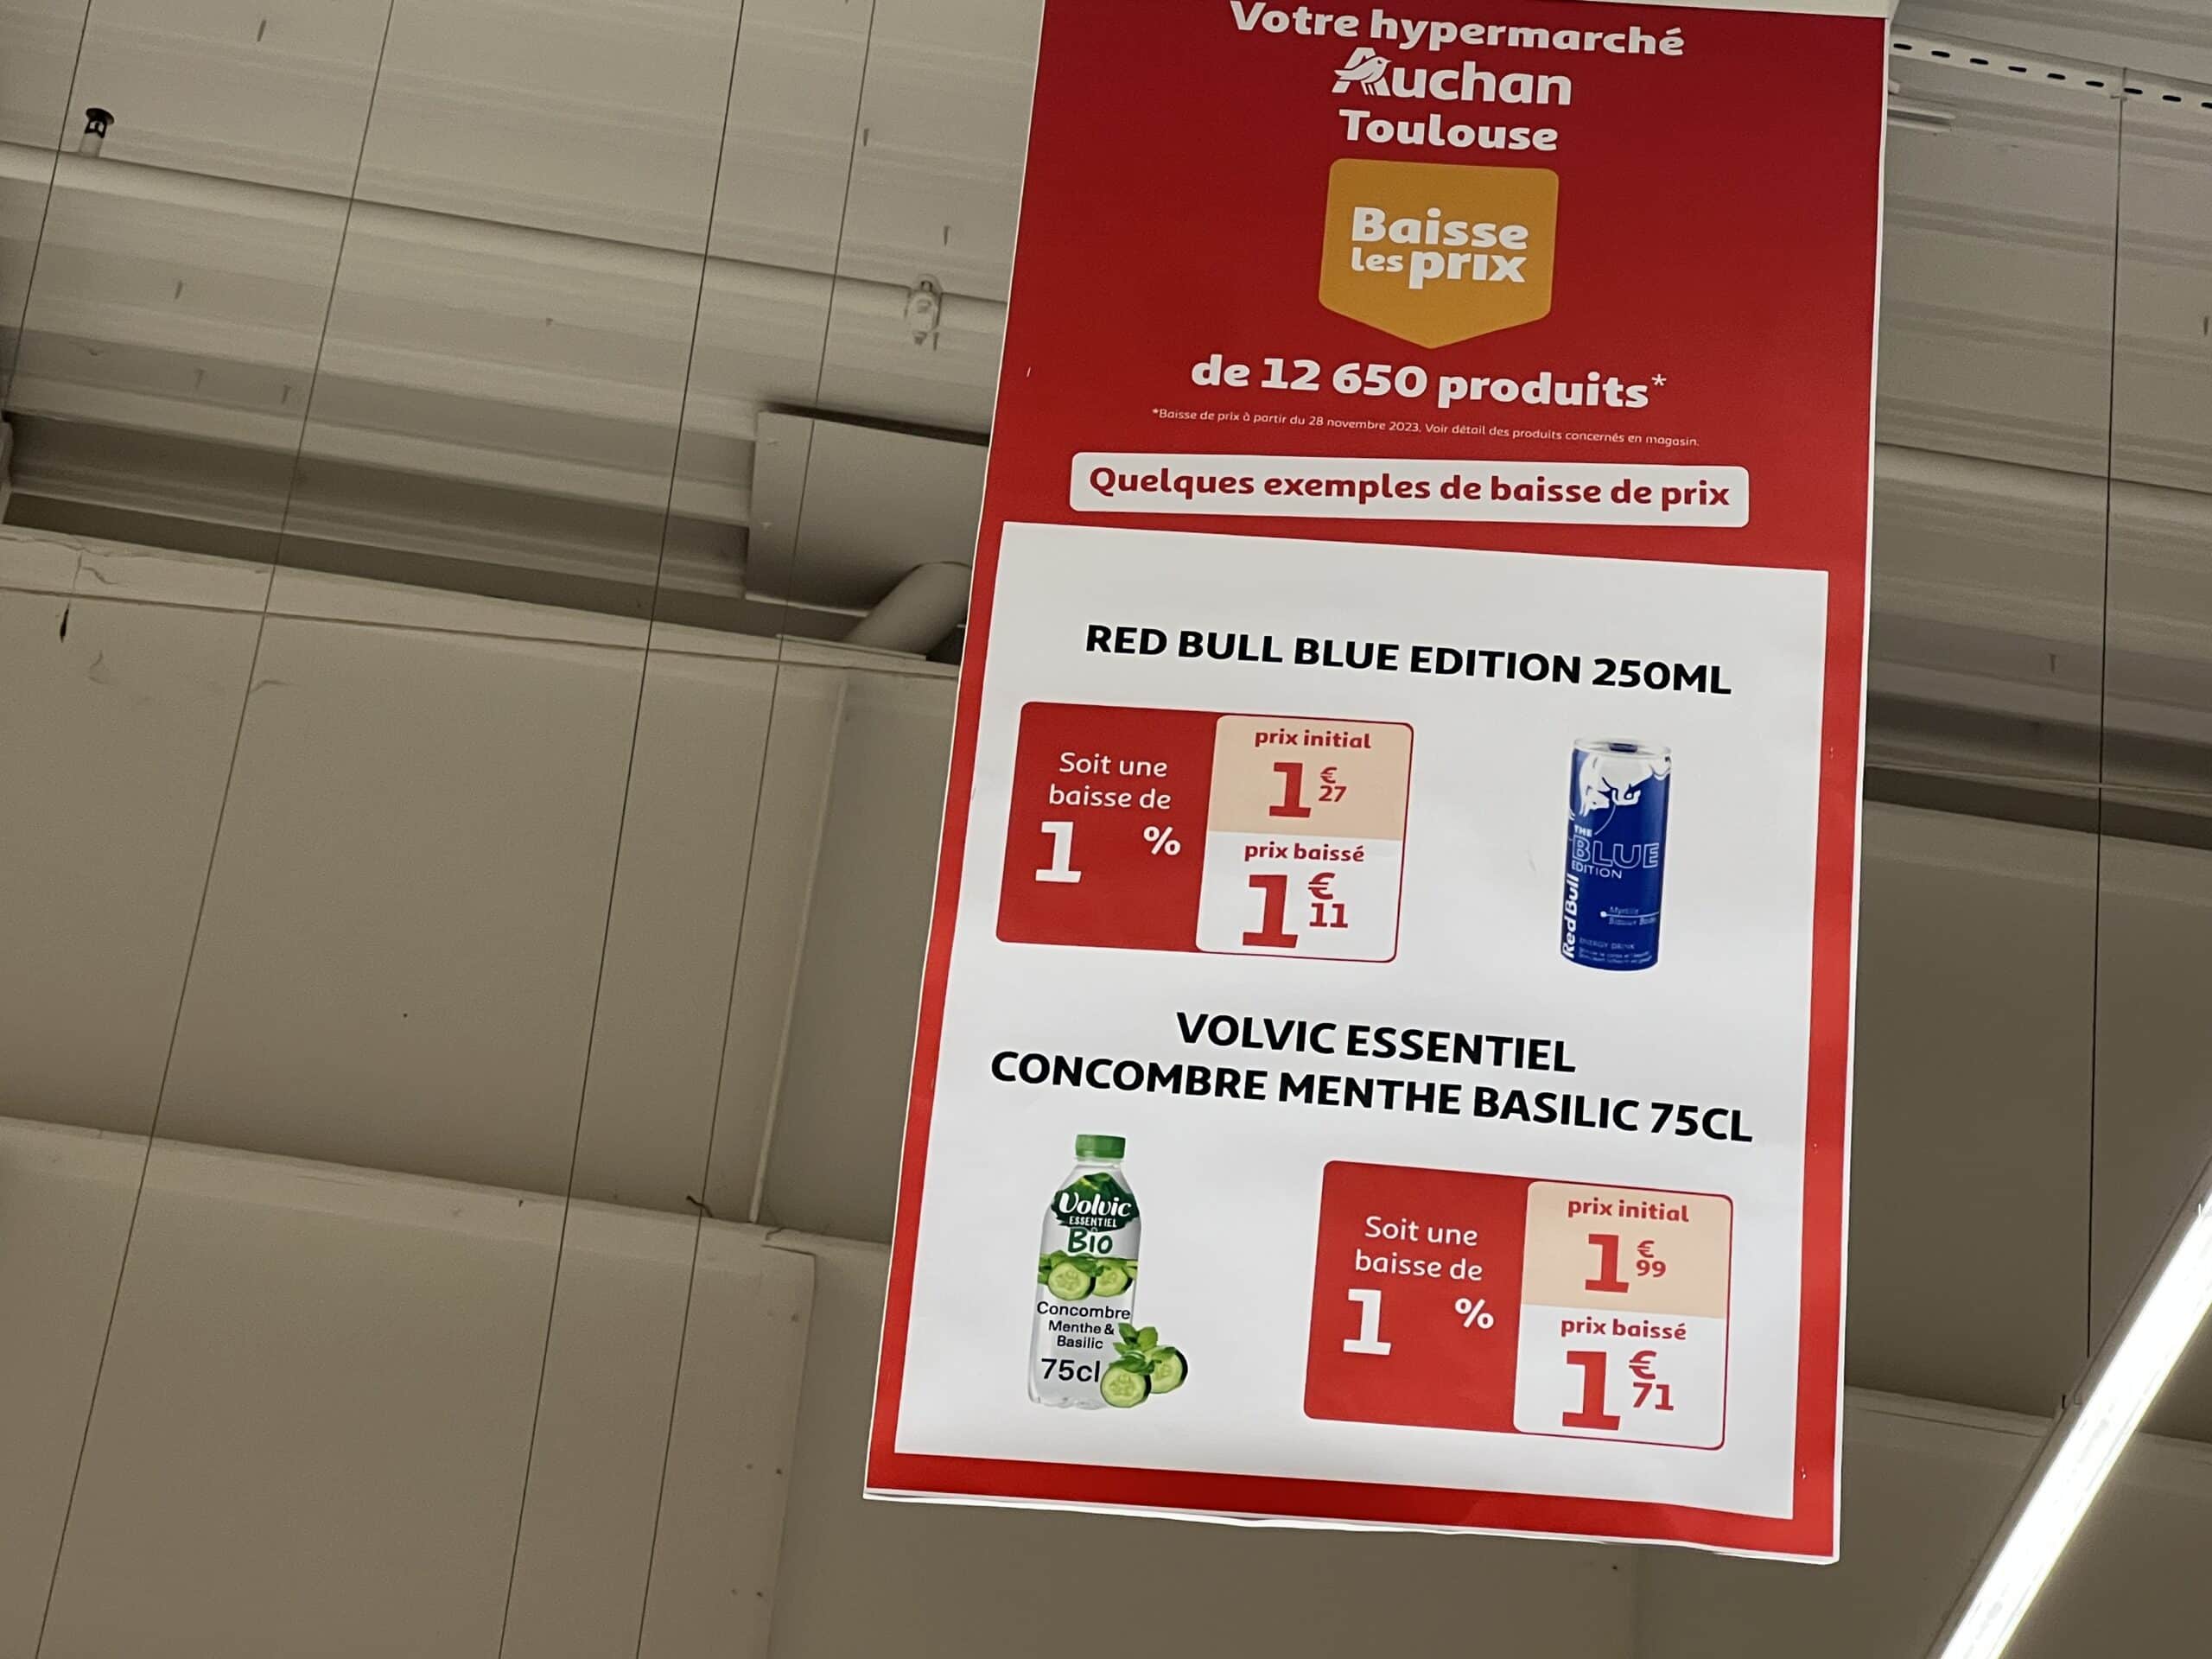 Votre hypermarché
Auchan
Toulouse
Baisse
les prix
de 12 650 produits*
*Baisse de prix à partir du 28 novembre 2023. Voir détail des produits concernés en magasin.
Quelques exemples de baisse de prix
RED BULL BLUE EDITION 250ML
Soit une
baisse de
1 %
prix initial
1€27
prix baissé
1€11
THE
BLUE
EDITION
Red Bull
ENERGY DRINK
VOLVIC ESSENTIEL
CONCOMBRE MENTHE BASILIC 75CL
Volvic
ESSENTIEL
Bio
Concombre
Menthe &
Basilic
75cl
Soit une
baisse de
1 %
prix initial
1€99
prix baissé
1€71